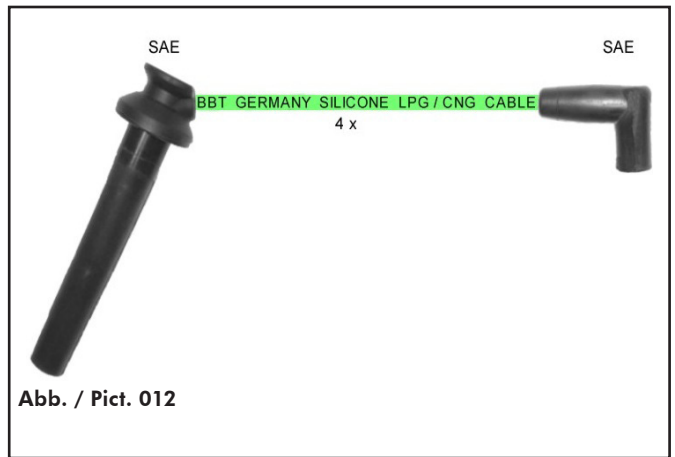 SAE SAE
BBT GERMANY SILICONE LPG / CNG CABLE
4 x
Abb. / Pict. 012